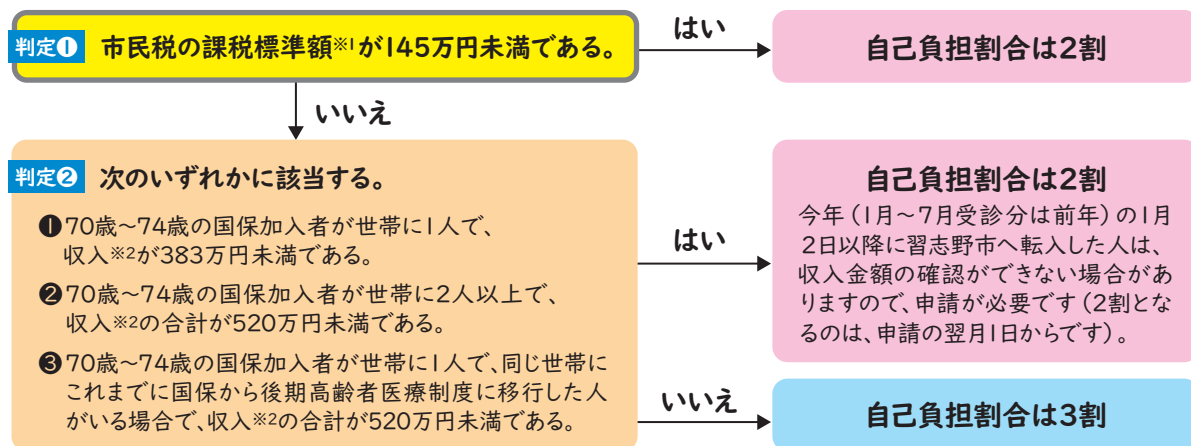 判定❶ 市民税の課税標準額※1が145万円未満である。
はい
自己負担割合は2割
いいえ
判定❷ 次のいずれかに該当する。
❶70歳~74歳の国保加入者が世帯に1人で、
収入※2が383万円未満である。
❷70歳~74歳の国保加入者が世帯に2人以上で、
収入※2の合計が520万円未満である。
❸70歳~74歳の国保加入者が世帯に1人で、同じ世帯に
これまでに国保から後期高齢者医療制度に移行した人
がいる場合で、収入※2の合計が520万円未満である。
はい
自己負担割合は2割
今年(1月~7月受診分は前年)の1月
2日以降に習志野市へ転入した人は、
収入金額の確認ができない場合があ
りますので、申請が必要です(2割とな
るのは、申請の翌月1日からです)。
いいえ
自己負担割合は3割